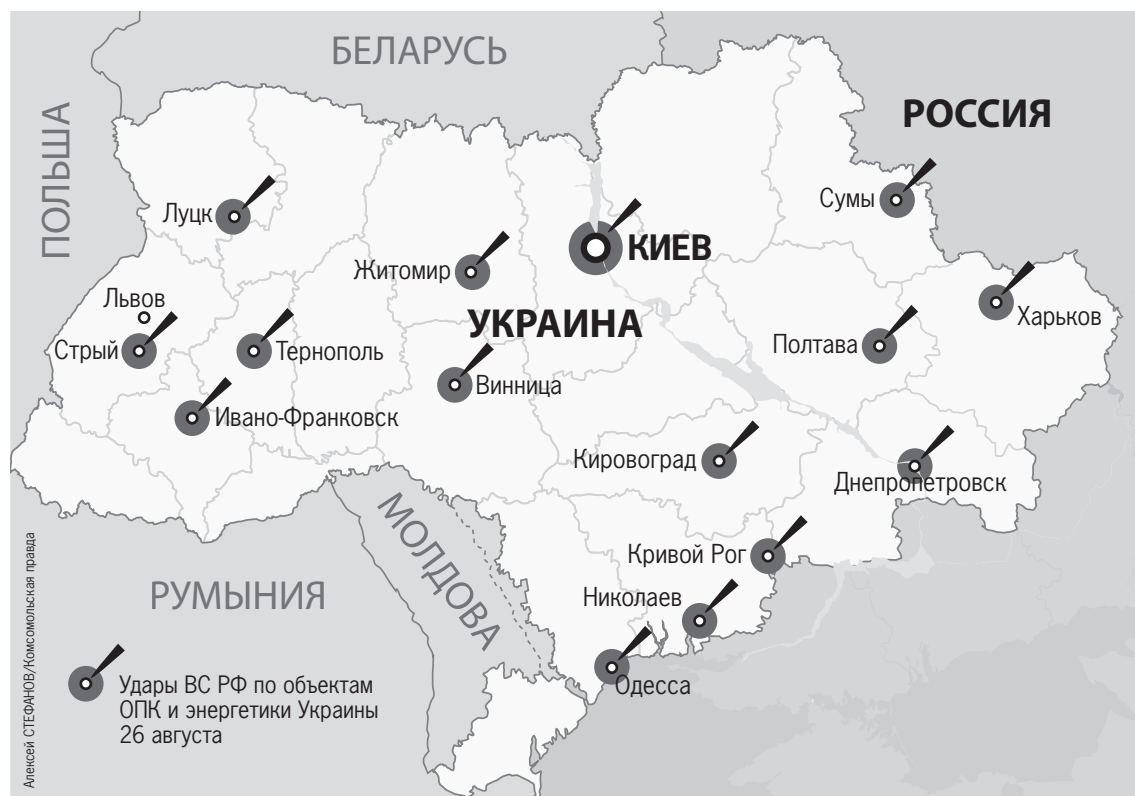 БЕЛАРУСЬ
ПОЛЬША
РОССИЯ
Луцк
Сумы
КИЕВ
Житомир
Львов
УКРАИНА
Харьков
Стрый
Тернополь
Полтава
Винница
Ивано-Франковск
Кировоград
Днепропетровск
МОЛДОВА
Кривой Рог
РУМЫНИЯ
Николаев
Одесса
Удары ВС РФ по объектам
ОПК и энергетики Украины
26 августа
Алексей СТЕФАНОВ/Комсомольская правда